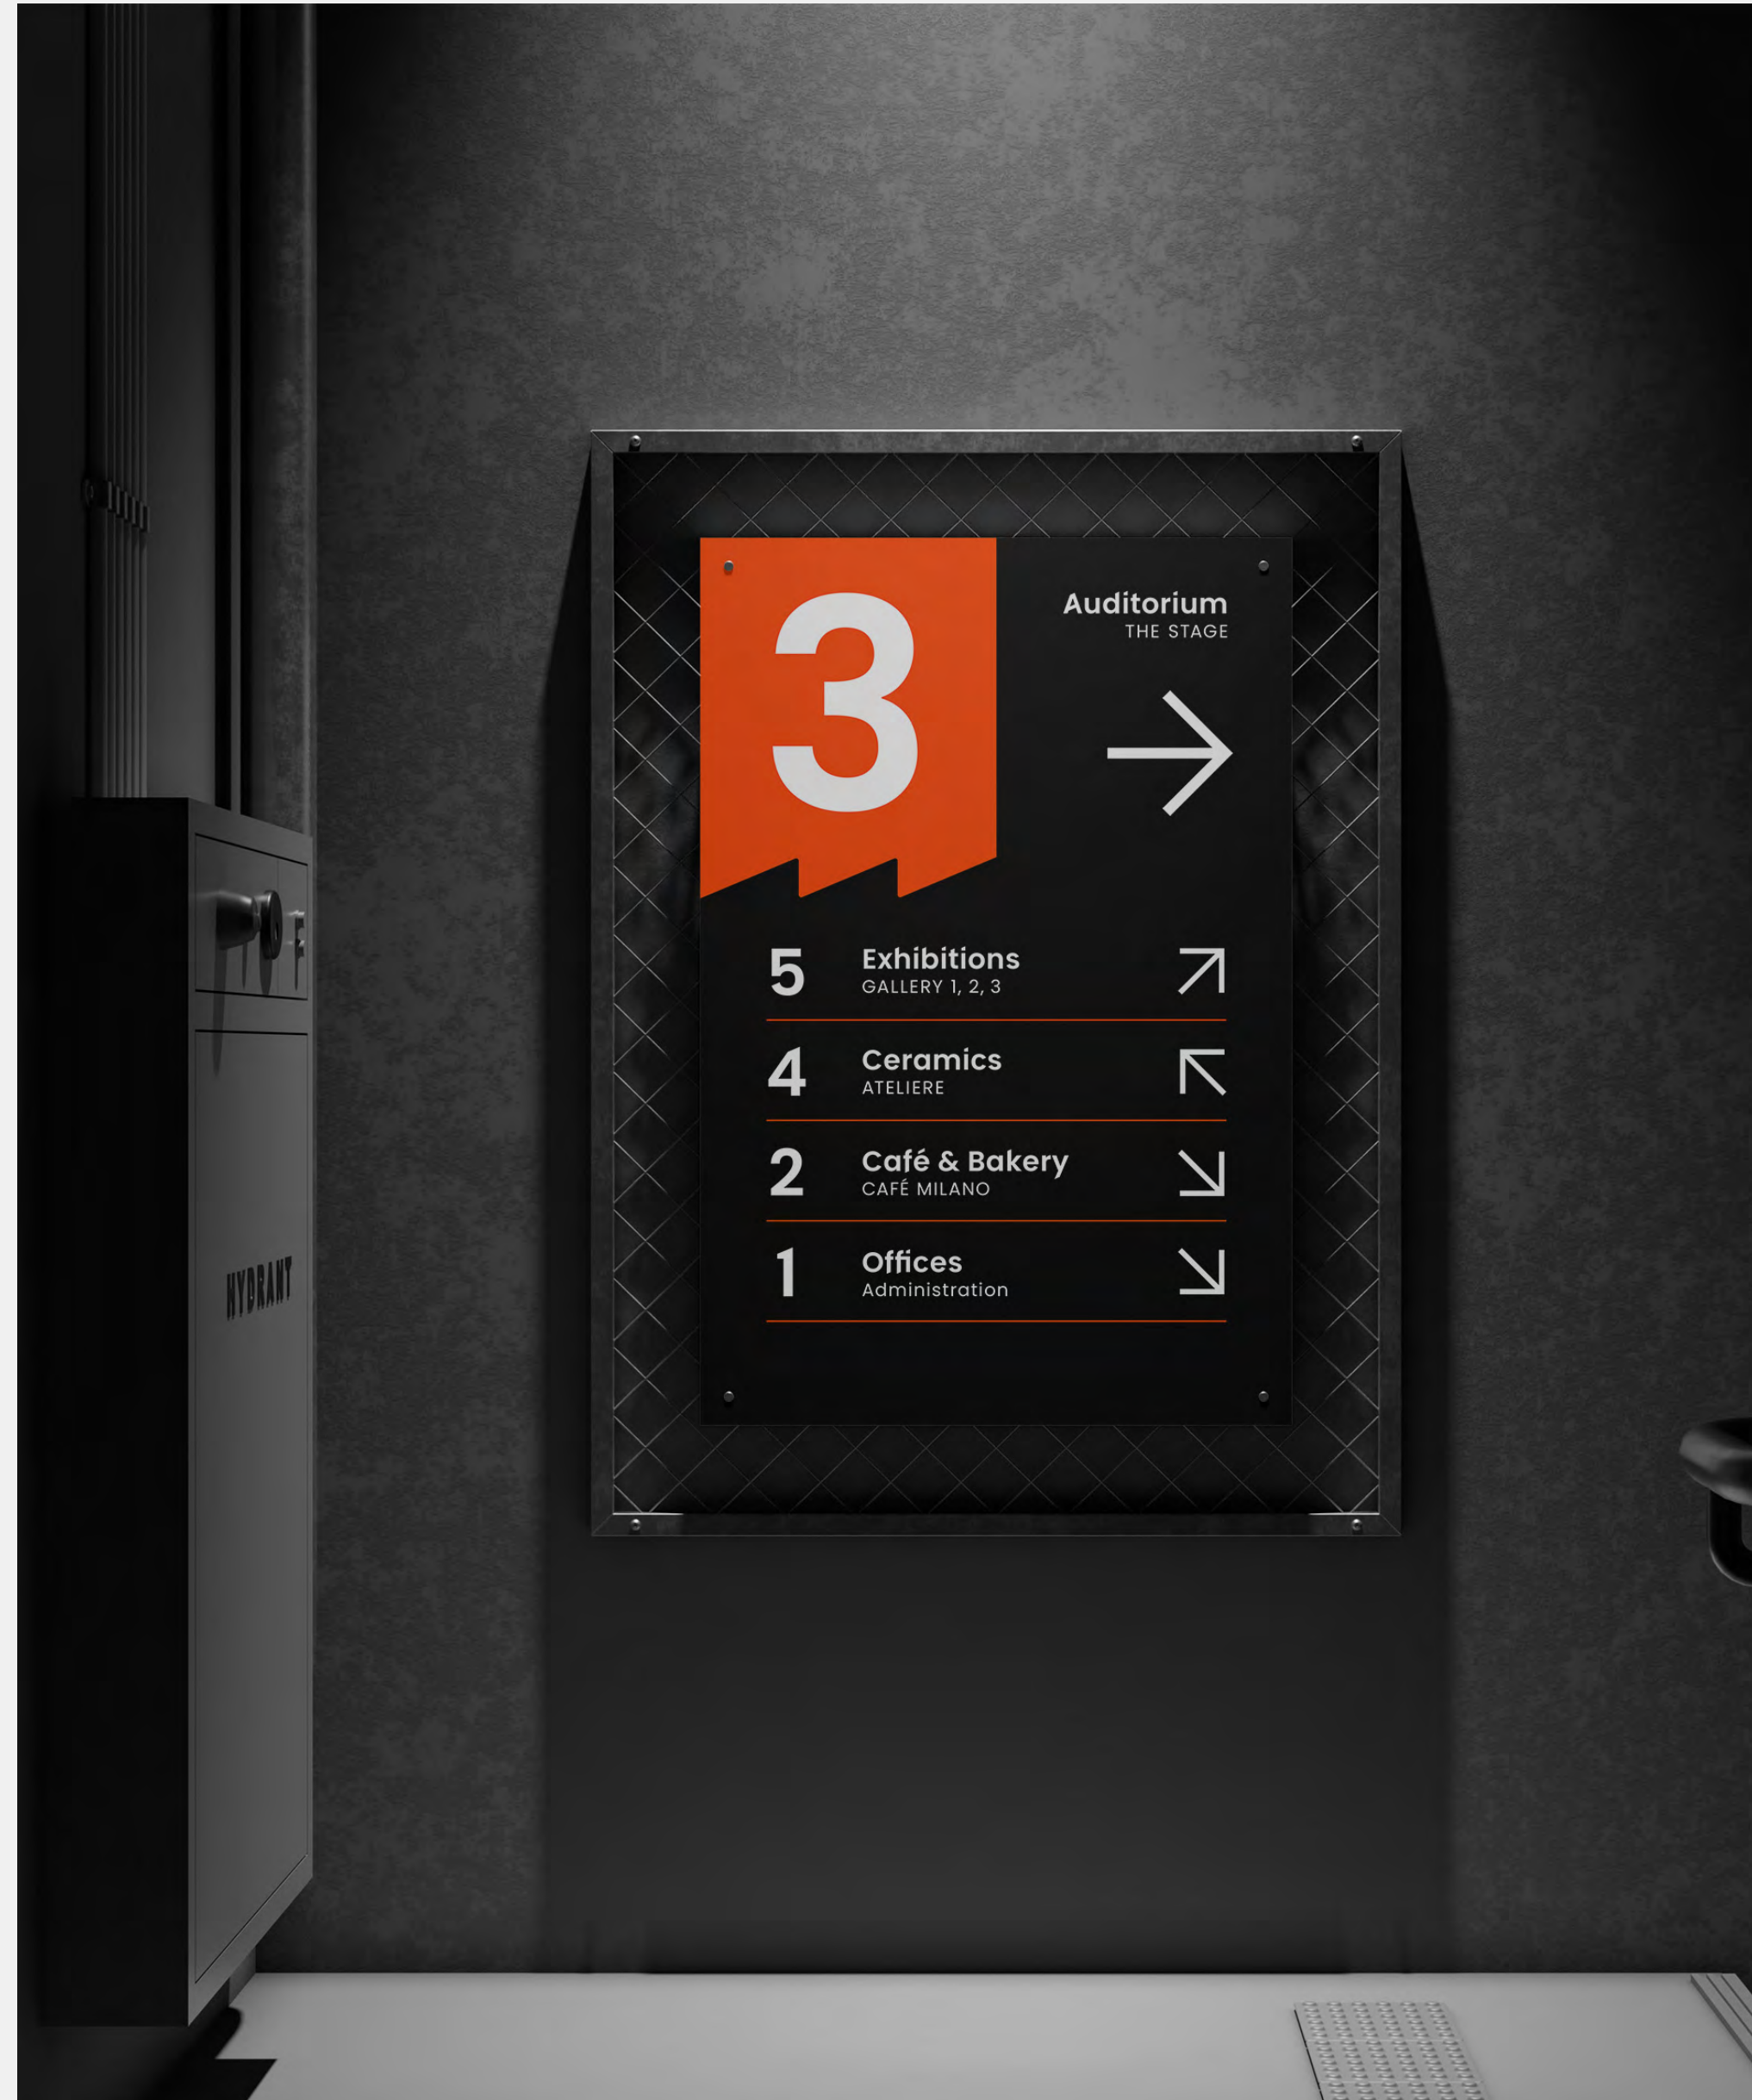 3
Auditorium
THE STAGE
5
Exhibitions
GALLERY 1, 2, 3
4
Ceramics
ATELIERE
2
Café & Bakery
CAFÉ MILANO
1
Offices
Administration
HYDRANT